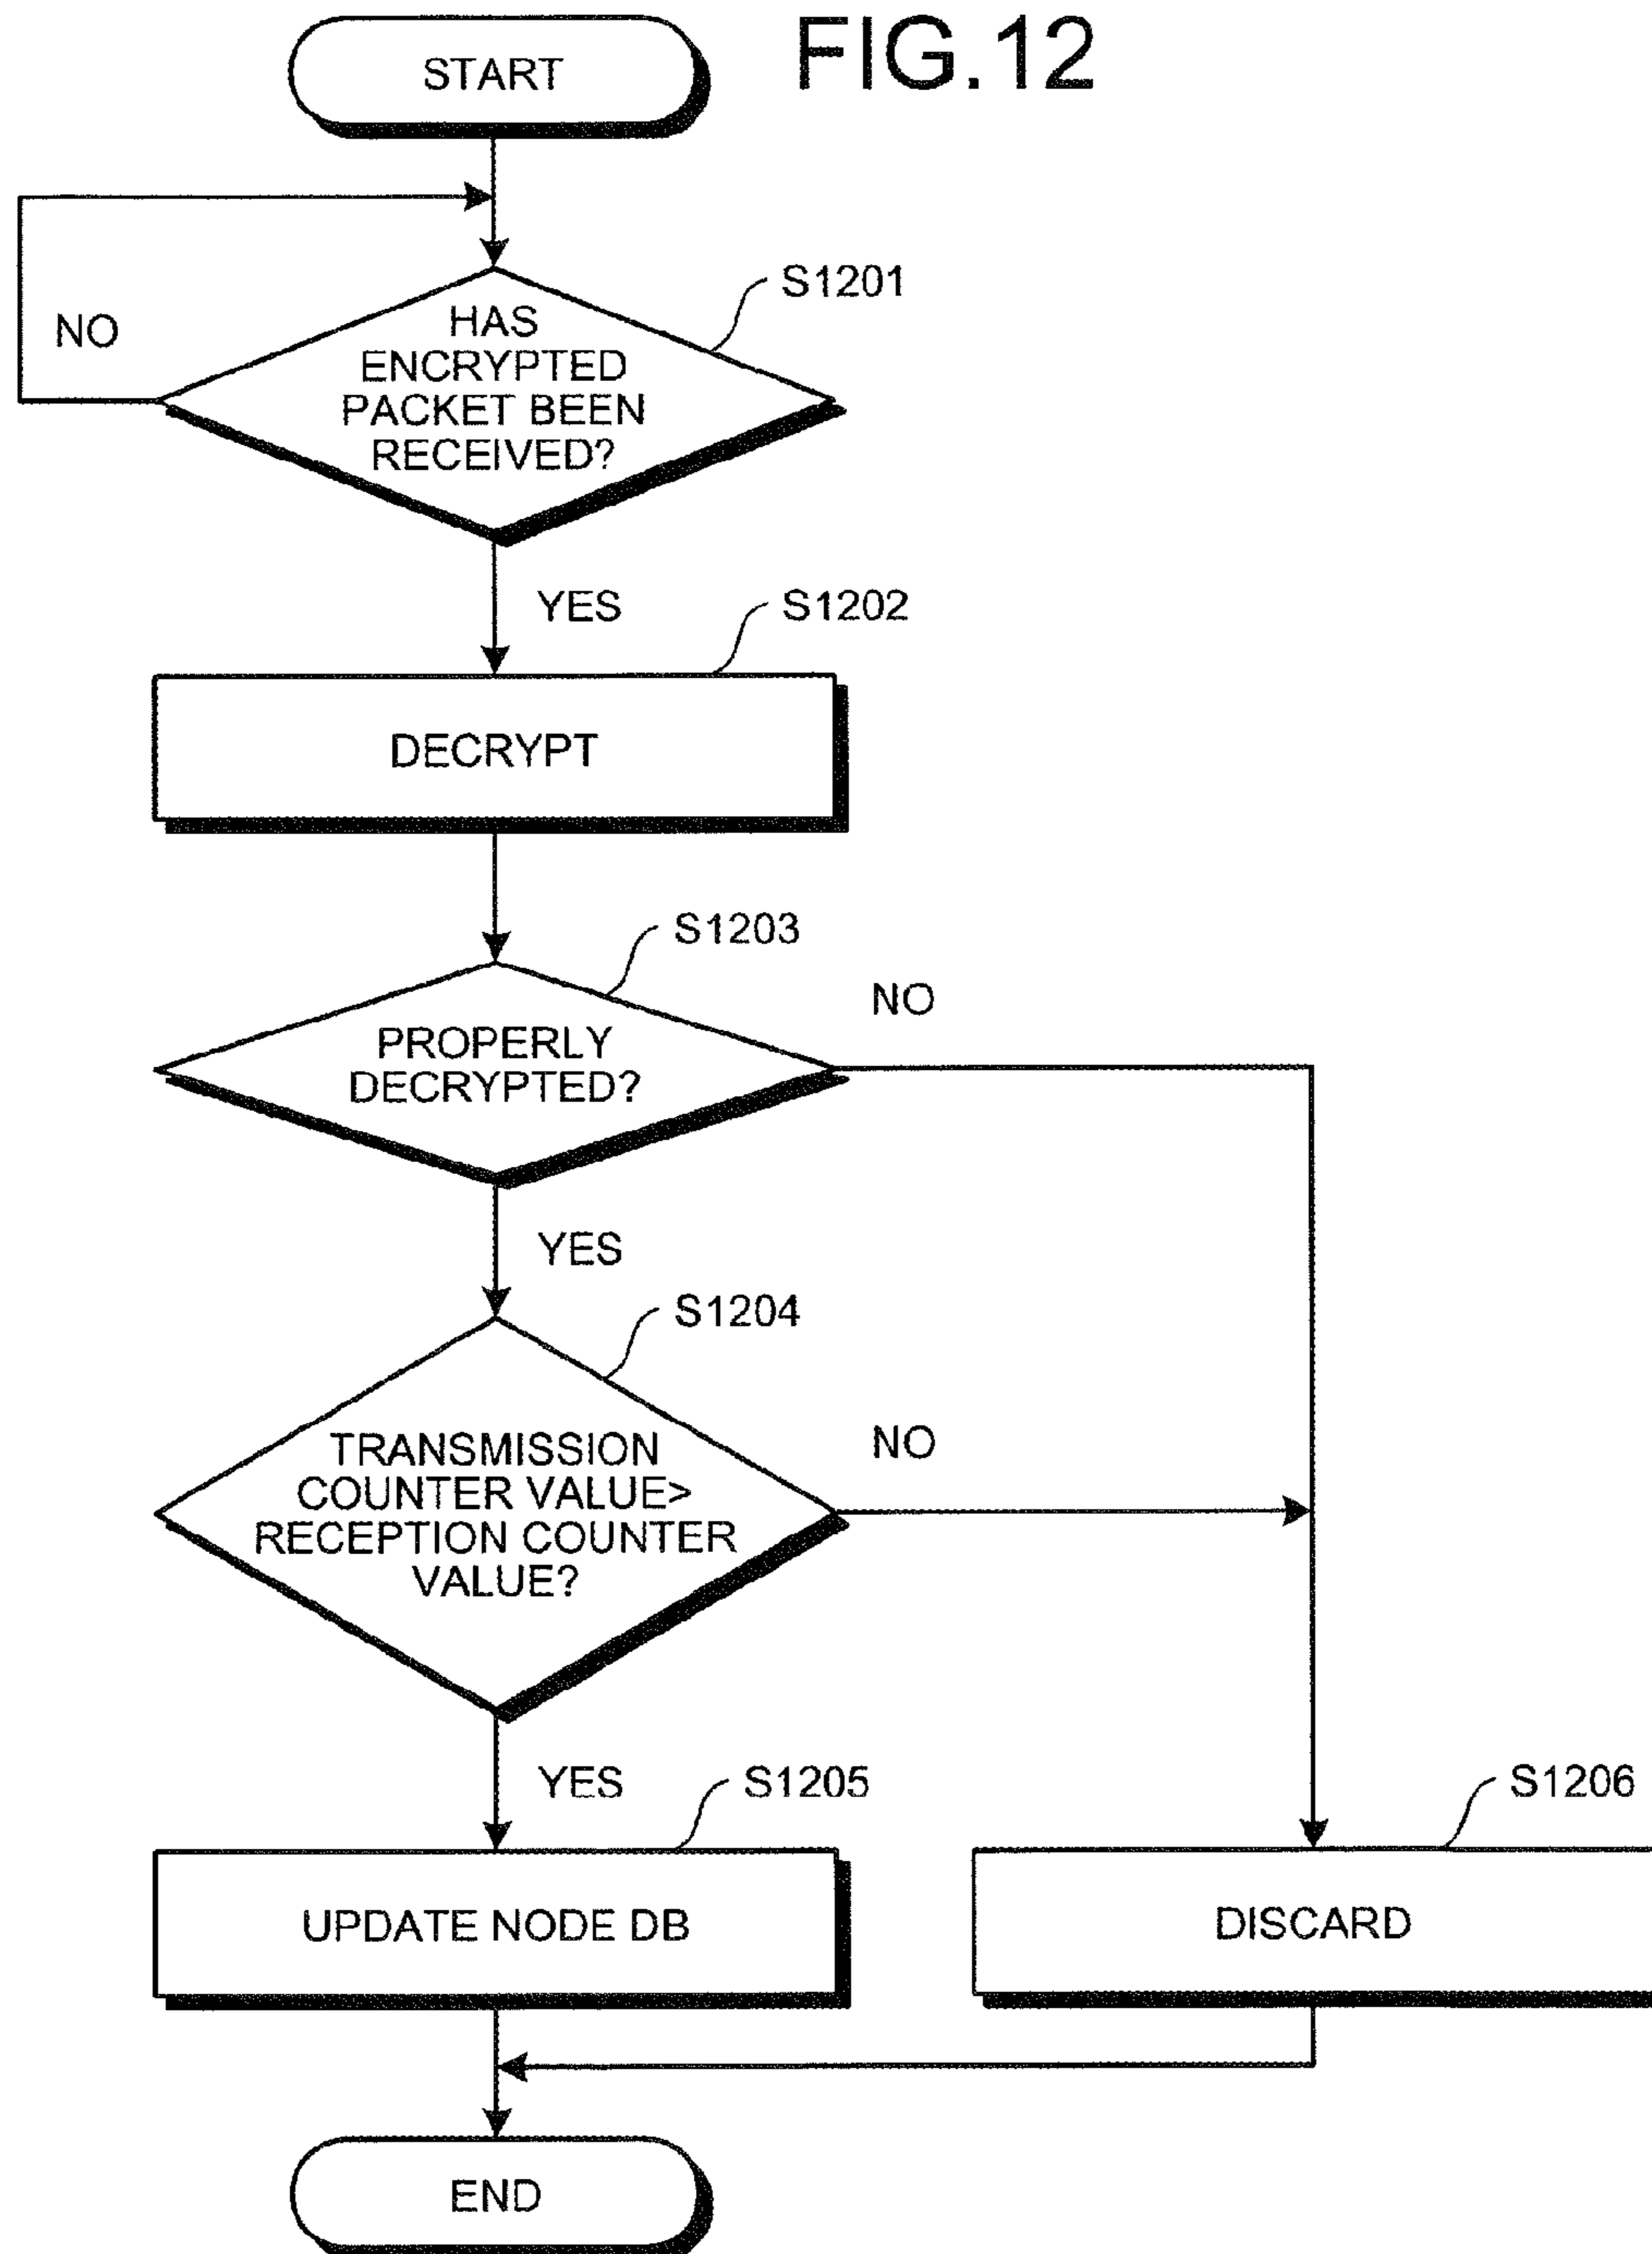 FIG.12
START
S1201
HAS
ENCRYPTED
PACKET BEEN
RECEIVED?
NO
YES
S1202
DECRYPT
S1203
PROPERLY
DECRYPTED?
NO
YES
S1204
TRANSMISSION
COUNTER VALUE>
RECEPTION COUNTER
VALUE?
NO
YES
S1205
UPDATE NODE DB
S1206
DISCARD
END